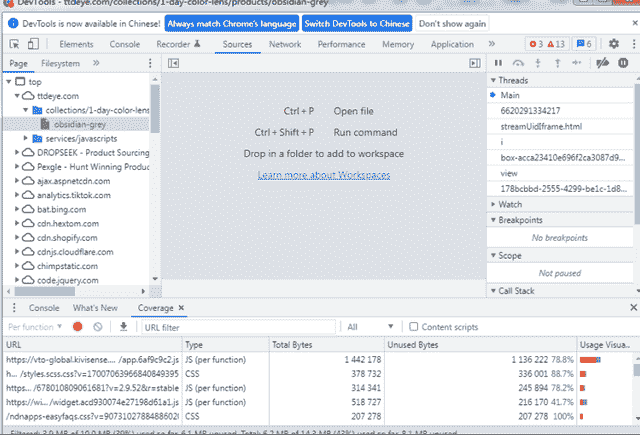 DevTools - ttdeye.com/collections/1-day-color-lens/products/obsidian-grey
DevTools is now available in Chinese! Always match Chrome's language Switch DevTools to Chinese Don't show again
Elements Console Recorder Sources Network Performance Memory Application » 3 13 6
Page Filesystem »
top
ttdeye.com
collections/1-day-color-lens
obsidian-grey
services/javascripts
DROPSEEK - Product Sourcing
Pexgle - Hunt Winning Produc
ajax.aspnetcdn.com
analytics.tiktok.com
bat.bing.com
cdn.hextom.com
cdn.shopify.com
cdnjs.cloudflare.com
chimpstatic.com
code.jquery.com
Ctrl + P Open file
Ctrl + Shift + P Run command
Drop in a folder to add to workspace
Learn more about Workspaces
Threads
Main
6620291334217
streamUidIframe.html
i
box-acca23410e696f2ca3087d9...
view
178bcbbd-2555-4299-be1c-1d8...
Watch
Breakpoints
No breakpoints
Scope
Not paused
Call Stack
Console What's New Coverage
Per function URL filter All Content scripts
URL Type Total Bytes Unused Bytes Usage Visua...
https://vto-global.kivisense.... /app.6af9c9c2.js JS (per function) 1 442 178 1 136 222 78.8%
h... /styles.scss.css?v=17007063966840849395 CSS 378 732 336 001 88.7%
https... /678010809061681?v=2.9.52&r=stable JS (per function) 314 341 245 894 78.2%
https://wi... /widget.acd930074e27198d61a1.js JS (per function) 518 727 216 170 41.7%
/ndnapps-easyfaqs.css?v=9073102788488602 CSS 207 278 207 278 100%